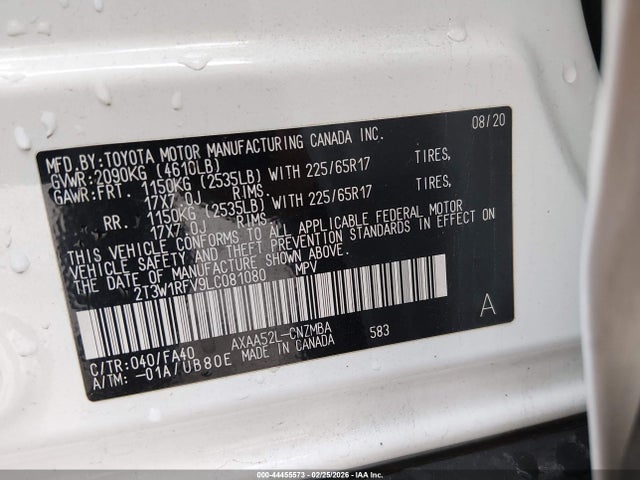 08/20
MFD.BY:TOYOTA MOTOR MANUFACTURING CANADA INC.
GVWR:2090KG (4610LB)
GAWR:FRT. 1150KG (2535LB) WITH 225/65R17 TIRES,
17X7.0J RIMS,
RR. 1150KG (2535LB) WITH 225/65R17 TIRES,
17X7.0J RIMS.
THIS VEHICLE CONFORMS TO ALL APPLICABLE FEDERAL MOTOR
VEHICLE SAFETY AND THEFT PREVENTION STANDARDS IN EFFECT ON
THE DATE OF MANUFACTURE SHOWN ABOVE.
2T3W1RFV9LC081080 MPV
A
C/TR:040/FA40 AXAA52L-CNZMBA 583
A/TM: -01A/UB80E MADE IN CANADA
000-44455573 - 02/25/2026 - IAA Inc.